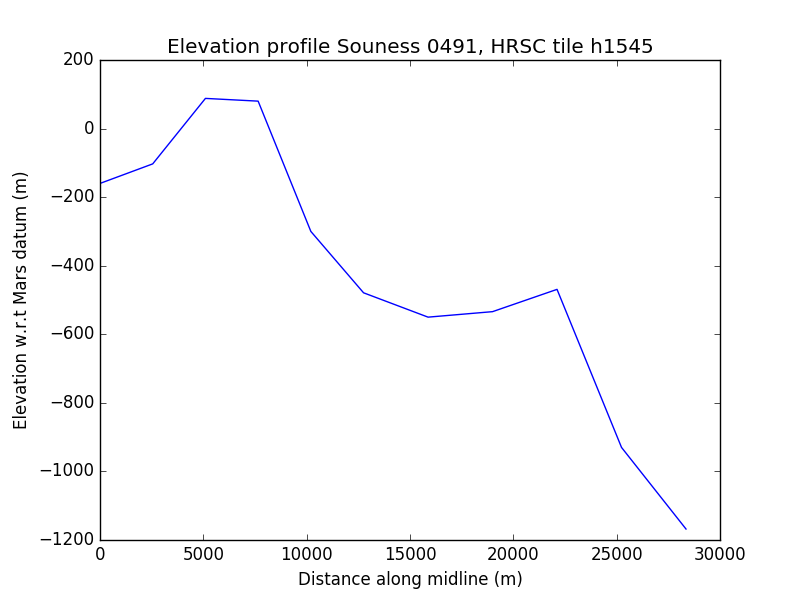 Elevation profile Souness 0491, HRSC tile h1545
200
0
−200
−400
−600
−800
−1000
−1200
Elevation w.r.t Mars datum (m)
0 5000 10000 15000 20000 25000 30000
Distance along midline (m)